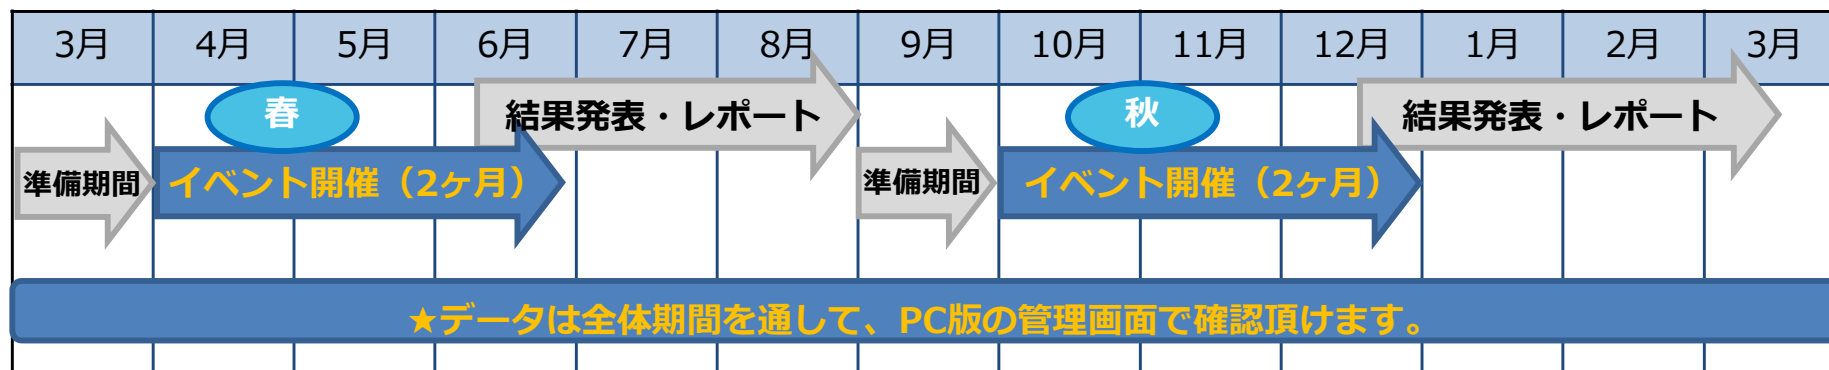 3月 4月 5月 6月 7月 8月 9月 10月 11月 12月 1月 2月 3月
春 結果発表・レポート 秋 結果発表・レポート
準備期間 イベント開催（2ヶ月） 準備期間 イベント開催（2ヶ月）
★データは全体期間を通して、PC版の管理画面で確認頂けます。